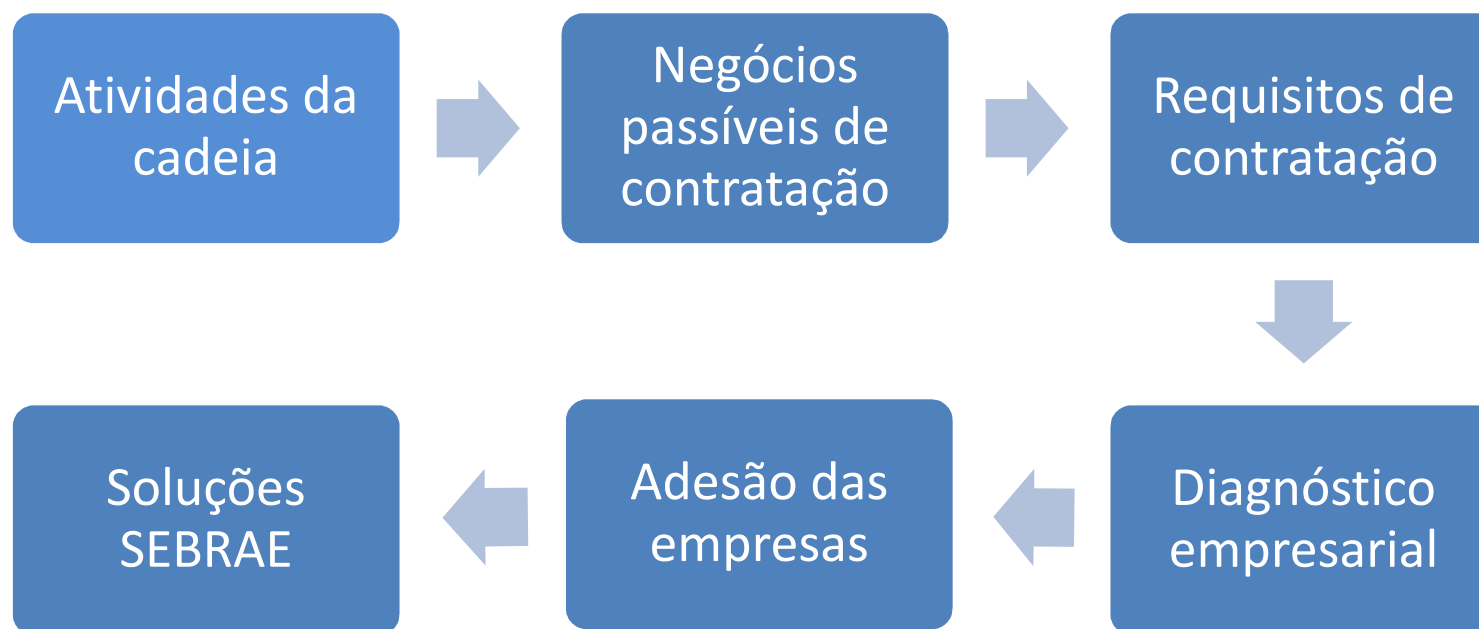 Atividades da
cadeia
Negócios
passíveis de
contratação
Requisitos de
contratação
Diagnóstico
empresarial
Adesão das
empresas
Soluções
SEBRAE